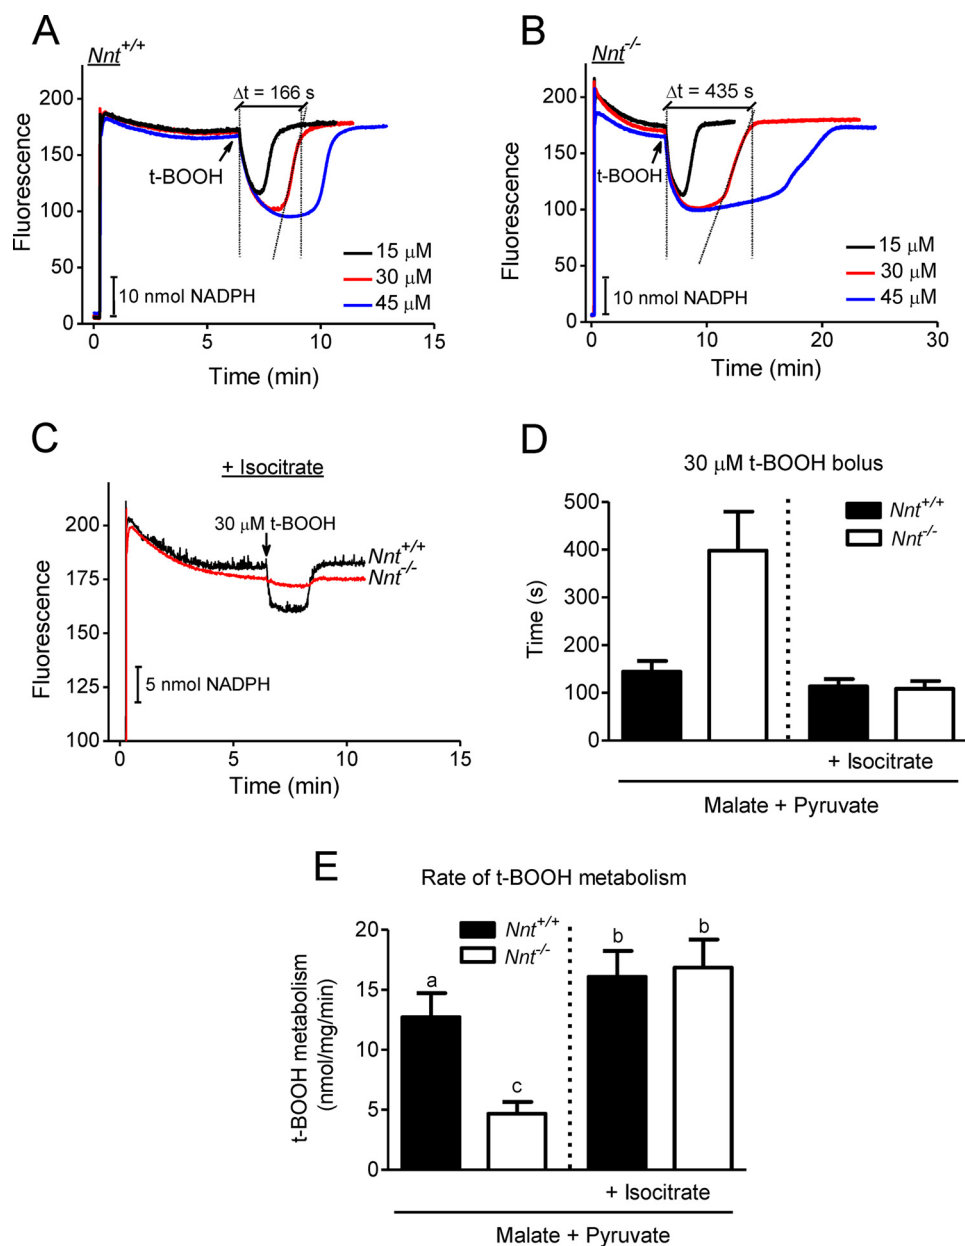 A
Nnt+/+
Δt = 166 s
t-BOOH
Fluorescence
200
150
100
50
0
10 nmol NADPH
15 μM
30 μM
45 μM
0 5 10 15
Time (min)
B
Nnt-/-
Δt = 435 s
t-BOOH
Fluorescence
200
150
100
50
0
10 nmol NADPH
15 μM
30 μM
45 μM
0 10 20 30
Time (min)
C
+ Isocitrate
30 μM t-BOOH
Nnt+/+
Nnt-/-
Fluorescence
200
175
150
125
100
5 nmol NADPH
0 5 10 15
Time (min)
D
30 μM t-BOOH bolus
Nnt+/+
Nnt-/-
Time (s)
500
400
300
200
100
0
+ Isocitrate
Malate + Pyruvate
E
Rate of t-BOOH metabolism
Nnt+/+
Nnt-/-
t-BOOH metabolism
(nmol/mg/min)
20
15
10
5
0
a
c
b
b
+ Isocitrate
Malate + Pyruvate